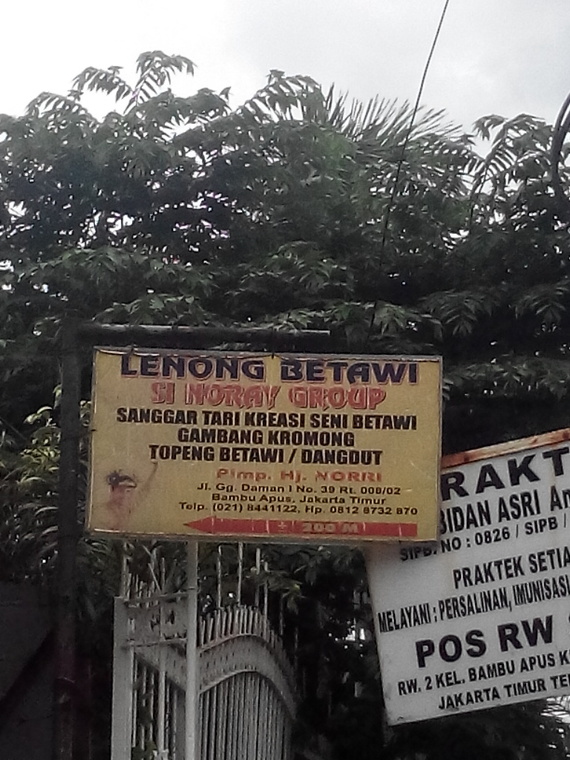 LENONG BETAWI
SI NORAY GROUP
SANGGAR TARI KREASI SENI BETAWI
GAMBANG KROMONG
TOPENG BETAWI / DANGDUT
Pimp. Hj. NORRI
Jl. Gg. Daman I No. 39 Rt. 008/02
Bambu Apus, Jakarta Timur
Telp. (021) 8441122, Hp. 0812 8732 870
± 200 M
RAKT
BIDAN ASRI
SIPB. NO : 0826 / SIPB /
PRAKTEK SETIA
MELAYANI : PERSALINAN, IMUNISASI
POS RW
RW. 2 KEL. BAMBU APUS K
JAKARTA TIMUR TE